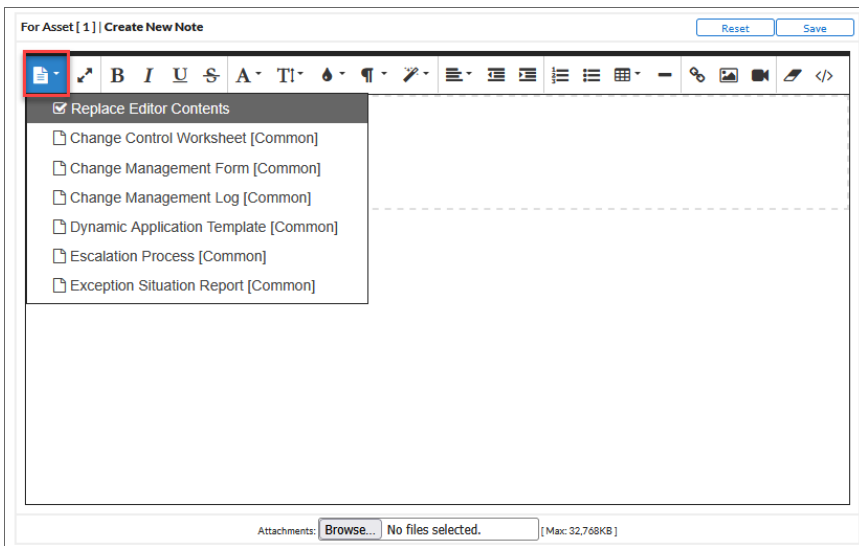 For Asset [ 1 ] | Create New Note
Reset
Save
B I U S A T! ¶ </>
Replace Editor Contents
Change Control Worksheet [Common]
Change Management Form [Common]
Change Management Log [Common]
Dynamic Application Template [Common]
Escalation Process [Common]
Exception Situation Report [Common]
Attachments: Browse... No files selected. [ Max: 32,768KB ]